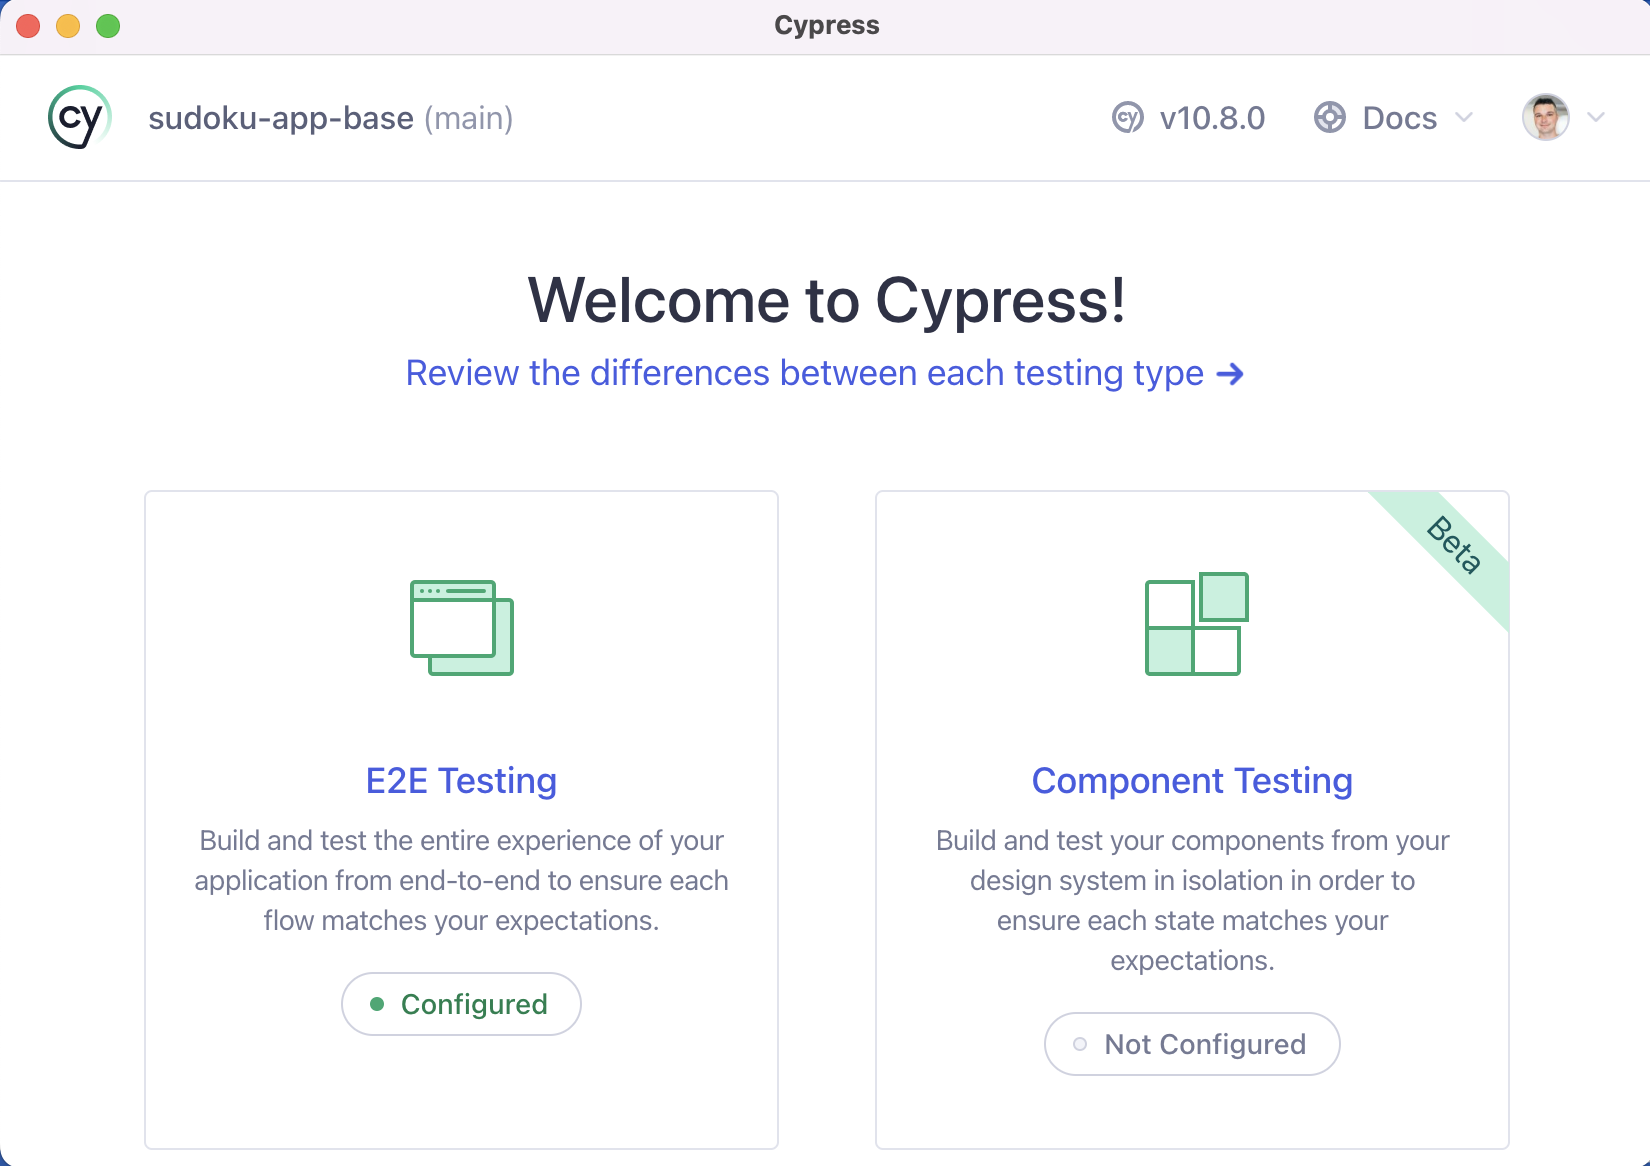 Cypress
cy sudoku-app-base (main) cy v10.8.0 Docs
Welcome to Cypress!
Review the differences between each testing type →
Beta
E2E Testing
Build and test the entire experience of your
application from end-to-end to ensure each
flow matches your expectations.
Configured
Component Testing
Build and test your components from your
design system in isolation in order to
ensure each state matches your
expectations.
Not Configured